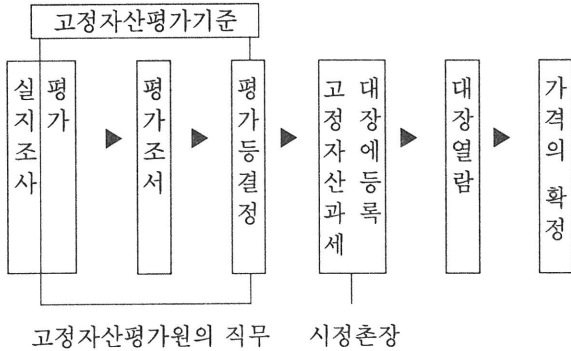 고정자산평가기준
실지조사
평가
평가조서
평가등결정
고정자산과세
대장에등록
대장열람
가격의 확정
고정자산평가원의 직무
시정촌장